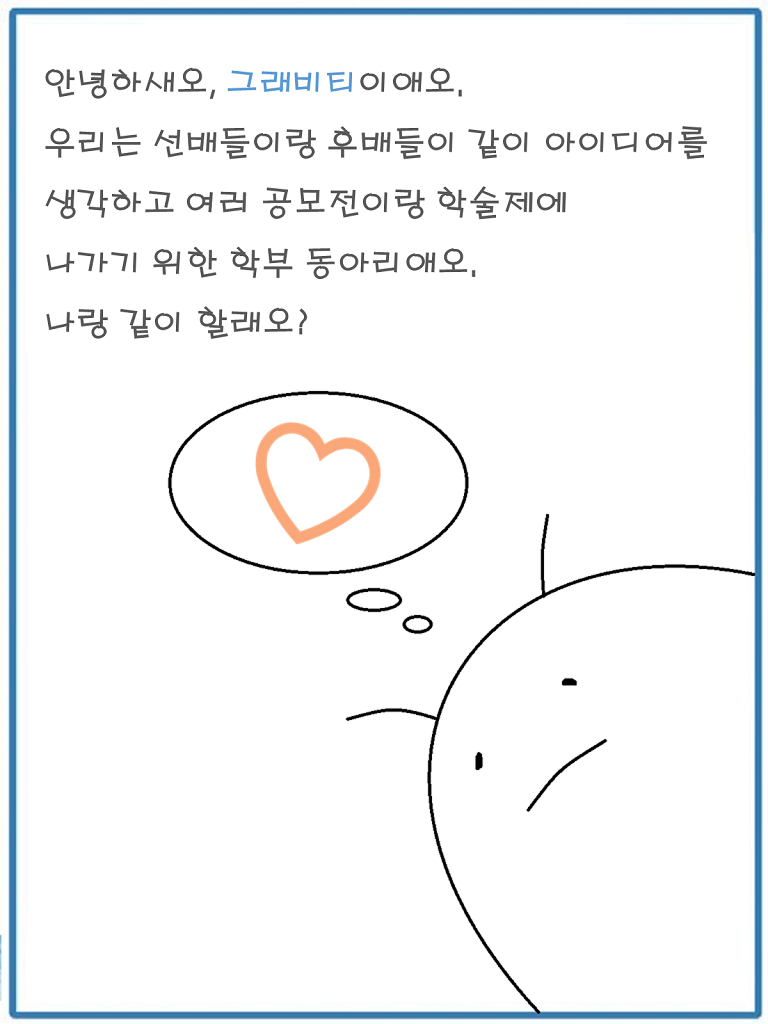 안녕하새오, 그래비티이애오.
우리는 선배들이랑 후배들이 같이 아이디어를
생각하고 여러 공모전이랑 학술제에
나가기 위한 학부 동아리애오.
나랑 같이 할래오?